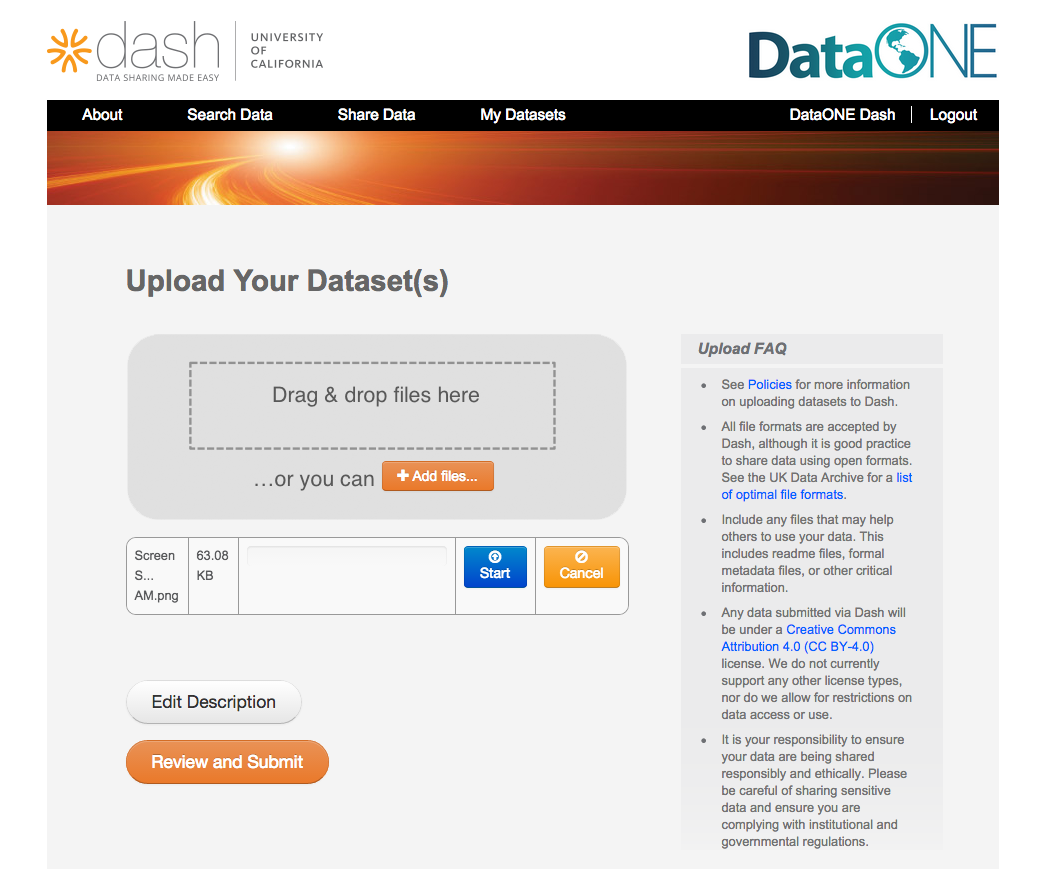 dash
DATA SHARING MADE EASY
UNIVERSITY
OF
CALIFORNIA
DataONE
About
Search Data
Share Data
My Datasets
DataONE Dash
Logout
Upload Your Dataset(s)
Drag & drop files here
…or you can
Add files...
Screen
S...
AM.png
63.08
KB
Start
Cancel
Edit Description
Review and Submit
Upload FAQ
• See Policies for more information
on uploading datasets to Dash.
• All file formats are accepted by
Dash, although it is good practice
to share data using open formats.
See the UK Data Archive for a list
of optimal file formats.
• Include any files that may help
others to use your data. This
includes readme files, formal
metadata files, or other critical
information.
• Any data submitted via Dash will
be under a Creative Commons
Attribution 4.0 (CC BY-4.0)
license. We do not currently
support any other license types,
nor do we allow for restrictions on
data access or use.
• It is your responsibility to ensure
your data are being shared
responsibly and ethically. Please
be careful of sharing sensitive
data and ensure you are
complying with institutional and
governmental regulations.